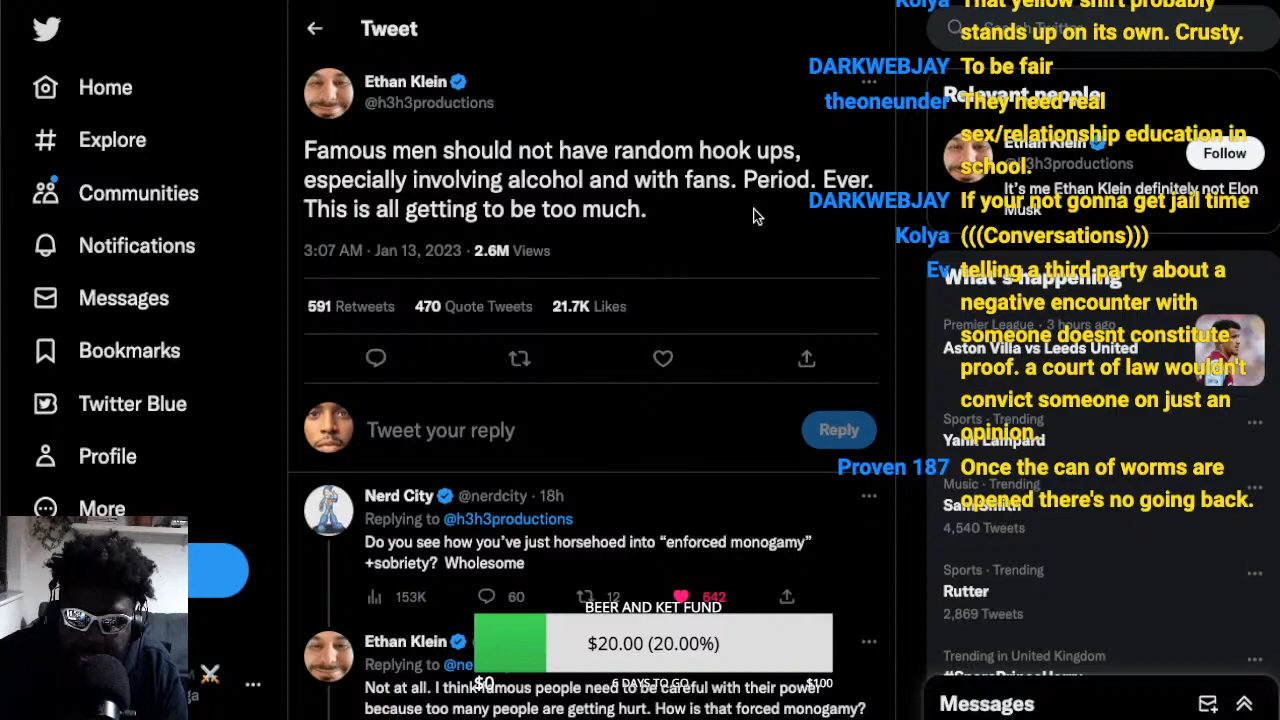 Home
Explore
Communities
Notifications
Messages
Bookmarks
Twitter Blue
Profile
More
Tweet
Ethan Klein
@h3h3productions
Famous men should not have random hook ups,
especially involving alcohol and with fans. Period. Ever.
This is all getting to be too much.
3:07 AM · Jan 13, 2023 · 2.6M Views
591 Retweets 470 Quote Tweets 21.7K Likes
Tweet your reply
Reply
Nerd City @nerdcity · 18h
Replying to @h3h3productions
Do you see how you’ve just horsehoed into “enforced monogamy”
+sobriety? Wholesome
153K 60 12 642
Ethan Klein
Replying to @ne
Not at all. I think famous people need to be careful with their power
because too many people are getting hurt. How is that forced monogamy?
BEER AND KET FUND
$20.00 (20.00%)
$0 6 DAYS TO GO $100
Search Twitter
Relevant people
Ethan Klein
@h3h3productions
Follow
It’s me Ethan Klein definitely not Elon
Musk
What’s happening
Premier League · 3 hours ago
Aston Villa vs Leeds United
Sports · Trending
Yank Lampard
Music · Trending
Sam Smith
4,540 Tweets
Sports · Trending
Rutter
2,869 Tweets
Trending in United Kingdom
#SparePrinceHarry
Messages
Kolya That yellow shirt probably
stands up on its own. Crusty.
DARKWEBJAY To be fair
theoneunder They need real
sex/relationship education in
school.
DARKWEBJAY If your not gonna get jail time
Kolya (((Conversations)))
Ev telling a third party about a
negative encounter with
someone doesnt constitute
proof. a court of law wouldn't
convict someone on just an
opinion.
Proven 187 Once the can of worms are
opened there's no going back.